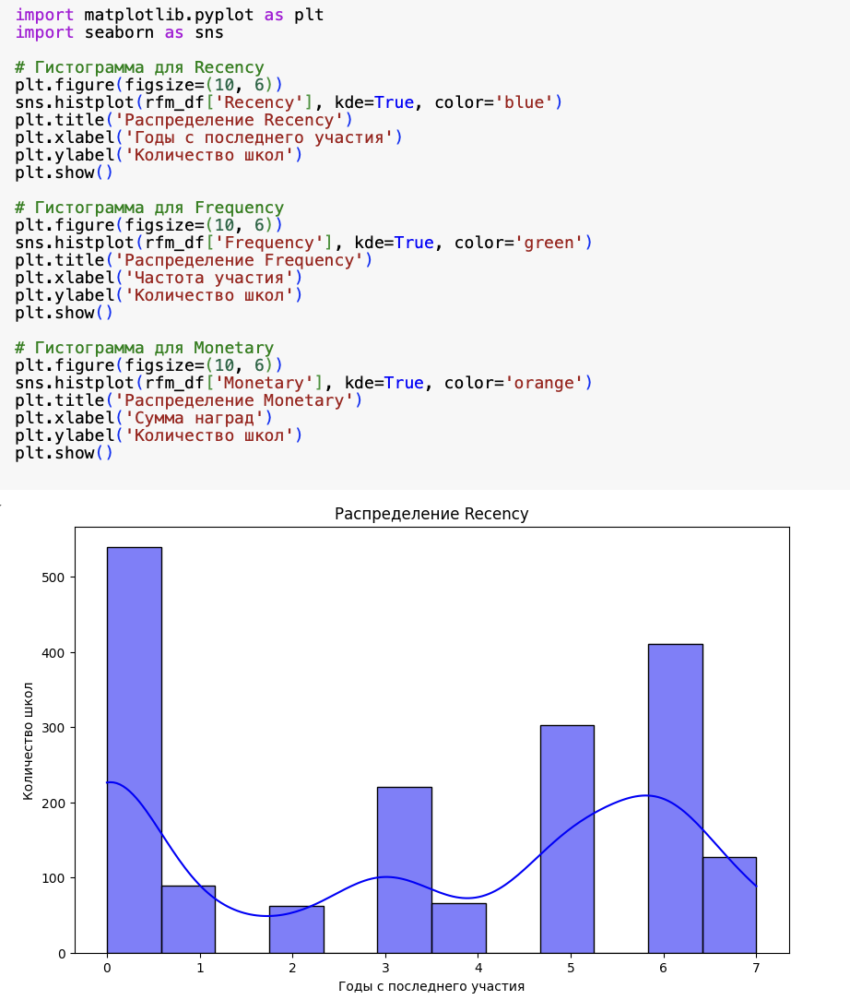 import matplotlib.pyplot as plt
import seaborn as sns
# Гистограмма для Recency
plt.figure(figsize=(10, 6))
sns.histplot(rfm_df['Recency'], kde=True, color='blue')
plt.title('Распределение Recency')
plt.xlabel('Годы с последнего участия')
plt.ylabel('Количество школ')
plt.show()
# Гистограмма для Frequency
plt.figure(figsize=(10, 6))
sns.histplot(rfm_df['Frequency'], kde=True, color='green')
plt.title('Распределение Frequency')
plt.xlabel('Частота участия')
plt.ylabel('Количество школ')
plt.show()
# Гистограмма для Monetary
plt.figure(figsize=(10, 6))
sns.histplot(rfm_df['Monetary'], kde=True, color='orange')
plt.title('Распределение Monetary')
plt.xlabel('Сумма наград')
plt.ylabel('Количество школ')
plt.show()
Распределение Recency
Количество школ
500
400
300
200
100
0
0 1 2 3 4 5 6 7
Годы с последнего участия